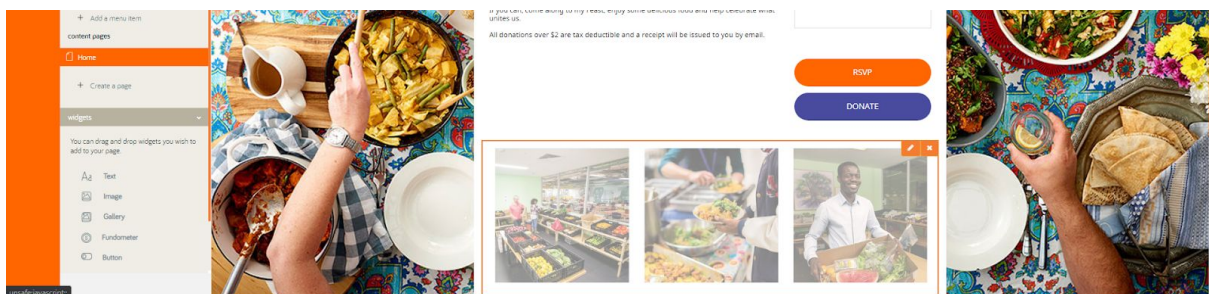 + Add a menu item
content pages
Home
+ Create a page
widgets
You can drag and drop widgets you wish to
add to your page.
Aa Text
Image
Gallery
Fundometer
Button
unsafe:javascript:
If you can, come along to my Feast, enjoy some delicious food and help celebrate what
unites us.
All donations over $2 are tax deductible and a receipt will be issued to you by email.
RSVP
DONATE